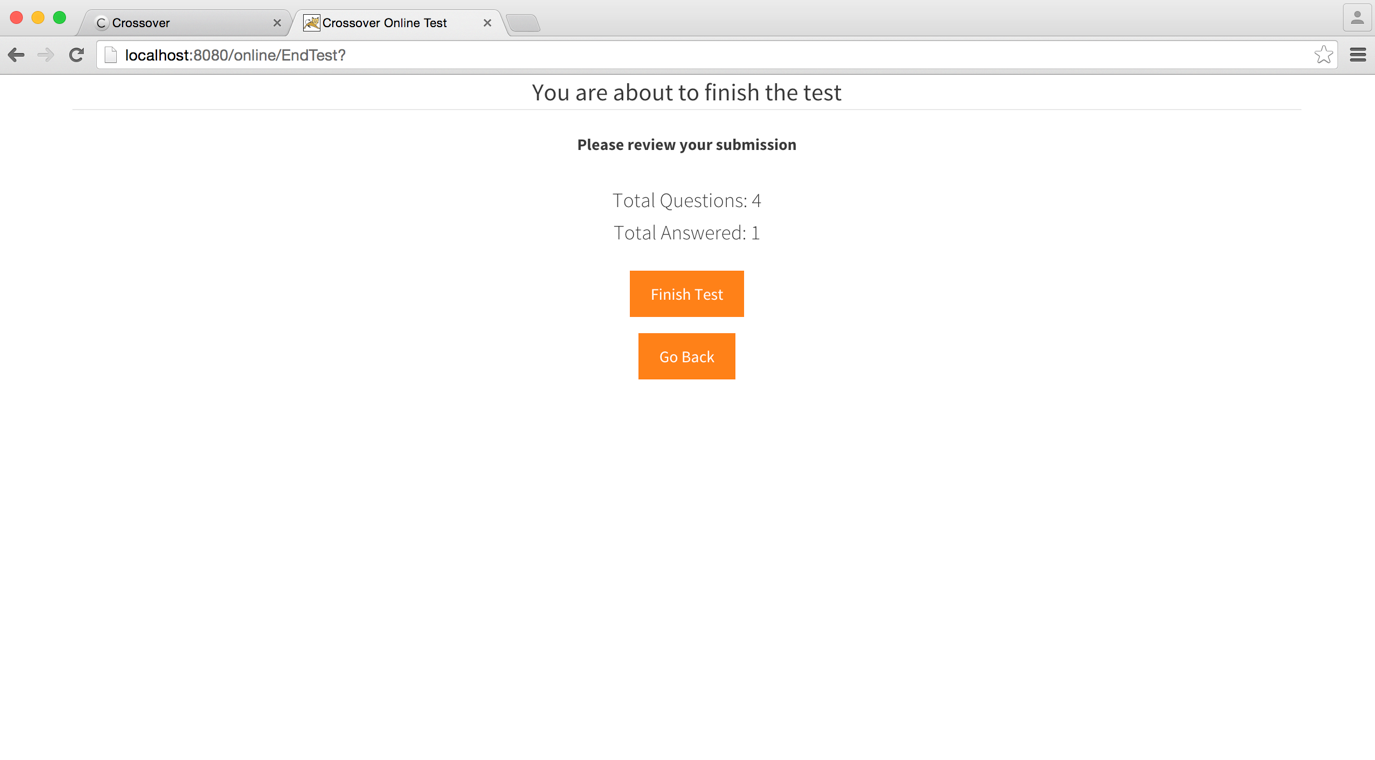 Crossover
Crossover Online Test
localhost:8080/online/EndTest?
You are about to finish the test
Please review your submission
Total Questions: 4
Total Answered: 1
Finish Test
Go Back